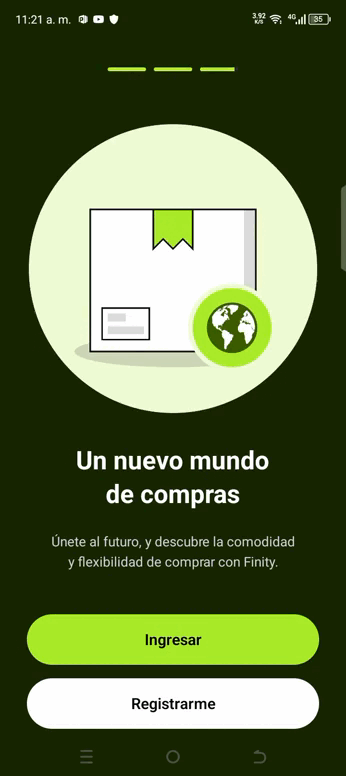 11:21 a. m.
3.92
K/S
4G
35
Un nuevo mundo
de compras
Únete al futuro, y descubre la comodidad
y flexibilidad de comprar con Finity.
Ingresar
Registrarme